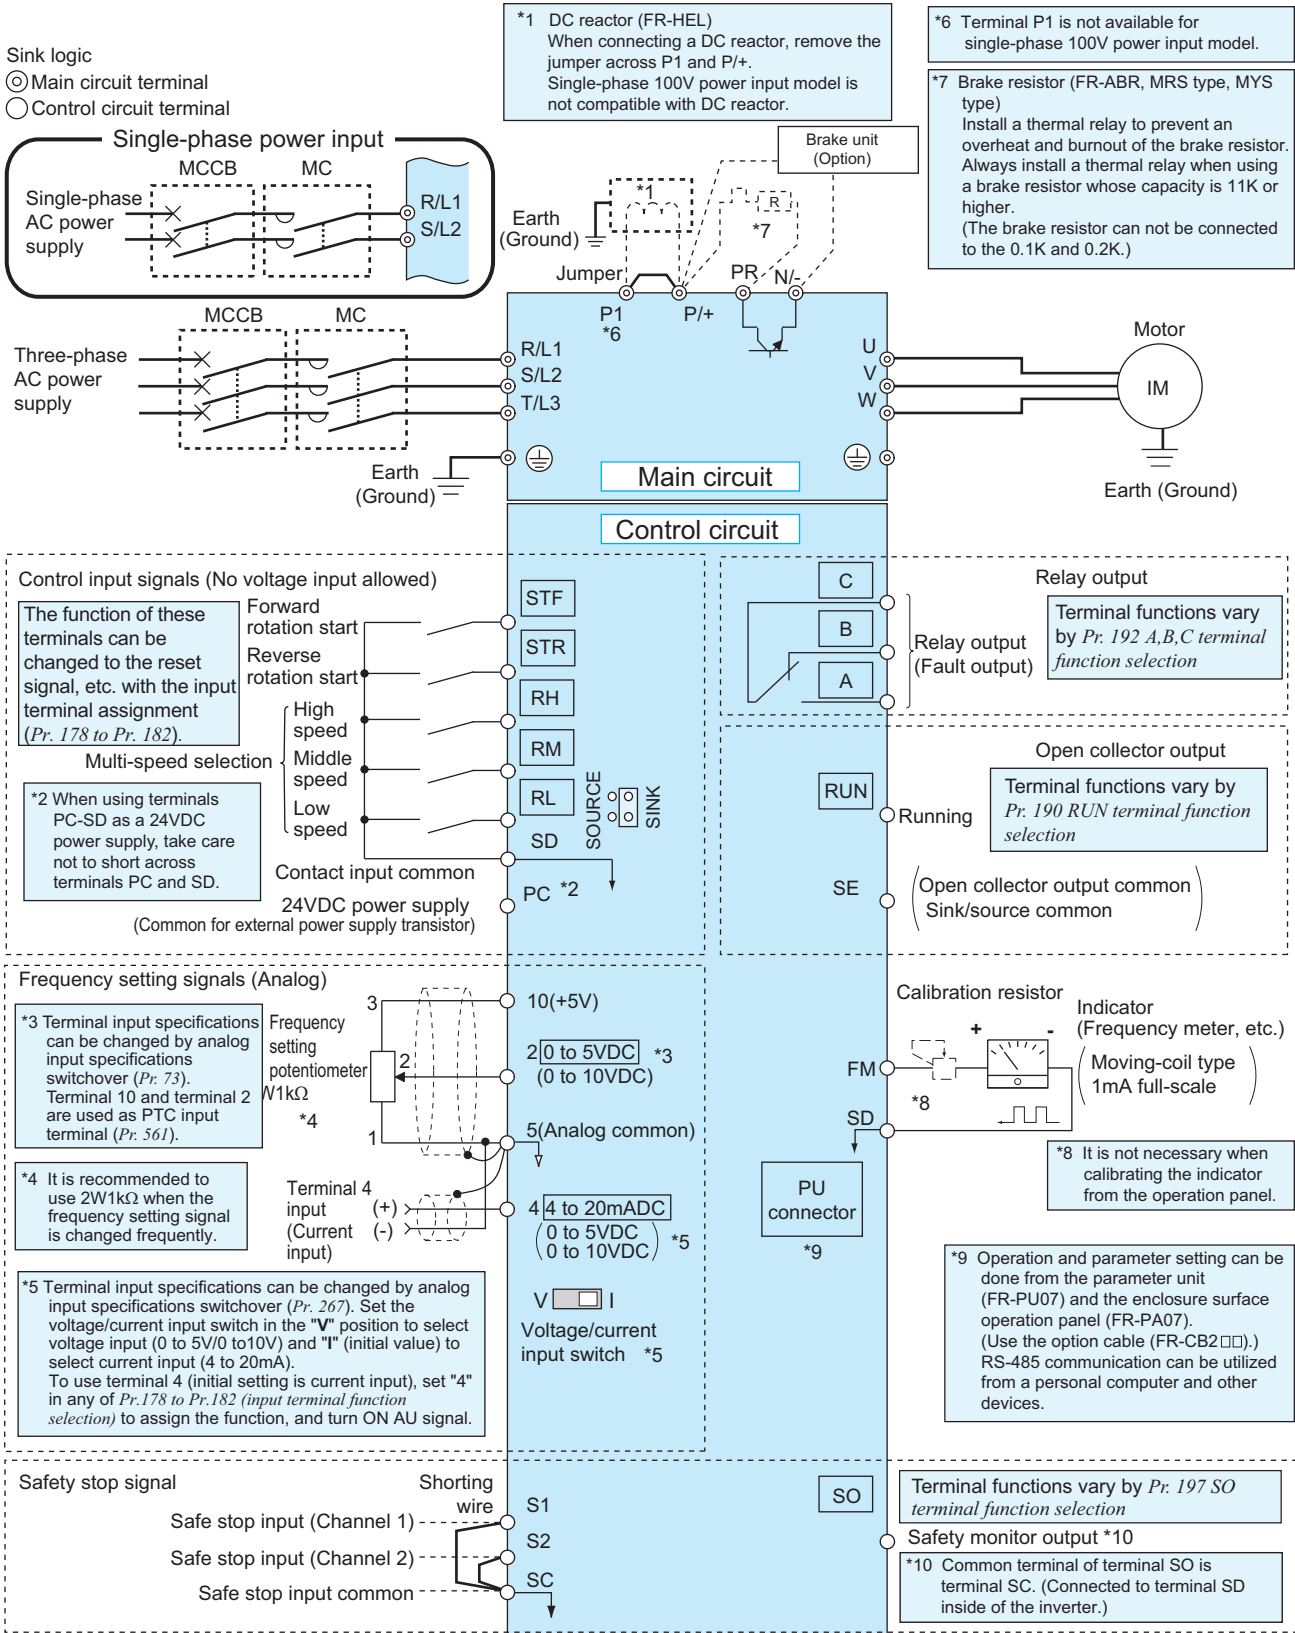 *1 DC reactor (FR-HEL)
When connecting a DC reactor, remove the
jumper across P1 and P/+.
Single-phase 100V power input model is
not compatible with DC reactor.
*6 Terminal P1 is not available for
single-phase 100V power input model.
*7 Brake resistor (FR-ABR, MRS type, MYS
type)
Install a thermal relay to prevent an
overheat and burnout of the brake resistor.
Always install a thermal relay when using
a brake resistor whose capacity is 11K or
higher.
(The brake resistor can not be connected
to the 0.1K and 0.2K.)
Sink logic
Main circuit terminal
Control circuit terminal
Single-phase power input
MCCB
MC
Single-phase
AC power
supply
R/L1
S/L2
Brake unit
(Option)
*1
R
*7
Earth
(Ground)
Jumper
PR
N/-
P1
*6
P/+
MCCB
MC
Three-phase
AC power
supply
R/L1
S/L2
T/L3
U
V
W
Motor
IM
Earth
(Ground)
Earth (Ground)
Main circuit
Control circuit
Control input signals (No voltage input allowed)
The function of these
terminals can be
changed to the reset
signal, etc. with the input
terminal assignment
(Pr. 178 to Pr. 182).
Forward
rotation start
Reverse
rotation start
High
speed
Multi-speed selection
Middle
speed
Low
speed
*2 When using terminals
PC-SD as a 24VDC
power supply, take care
not to short across
terminals PC and SD.
Contact input common
24VDC power supply
(Common for external power supply transistor)
STF
STR
RH
RM
RL
SD
PC *2
SOURCE
SINK
C
B
A
Relay output
Relay output
(Fault output)
Terminal functions vary
by Pr. 192 A,B,C terminal
function selection
Open collector output
RUN
Running
Terminal functions vary by
Pr. 190 RUN terminal function
selection
SE
Open collector output common
Sink/source common
Frequency setting signals (Analog)
*3 Terminal input specifications
can be changed by analog
input specifications
switchover (Pr. 73).
Terminal 10 and terminal 2
are used as PTC input
terminal (Pr. 561).
Frequency
setting
potentiometer
W1kΩ
*4
3
2
1
10(+5V)
2 0 to 5VDC *3
(0 to 10VDC)
5(Analog common)
*4 It is recommended to
use 2W1kΩ when the
frequency setting signal
is changed frequently.
Terminal 4
input
(Current
input)
(+)
(-)
4 4 to 20mADC
0 to 5VDC
0 to 10VDC *5
V I
Voltage/current
input switch *5
*5 Terminal input specifications can be changed by analog
input specifications switchover (Pr. 267). Set the
voltage/current input switch in the "V" position to select
voltage input (0 to 5V/0 to10V) and "I" (initial value) to
select current input (4 to 20mA).
To use terminal 4 (initial setting is current input), set "4"
in any of Pr.178 to Pr.182 (input terminal function
selection) to assign the function, and turn ON AU signal.
Calibration resistor
+
-
Indicator
(Frequency meter, etc.)
Moving-coil type
1mA full-scale
FM
*8
SD
*8 It is not necessary when
calibrating the indicator
from the operation panel.
PU
connector
*9
*9 Operation and parameter setting can be
done from the parameter unit
(FR-PU07) and the enclosure surface
operation panel (FR-PA07).
(Use the option cable (FR-CB2□□).)
RS-485 communication can be utilized
from a personal computer and other
devices.
Safety stop signal
Shorting
wire
Safe stop input (Channel 1)
Safe stop input (Channel 2)
Safe stop input common
S1
S2
SC
SO
Terminal functions vary by Pr. 197 SO
terminal function selection
Safety monitor output *10
*10 Common terminal of terminal SO is
terminal SC. (Connected to terminal SD
inside of the inverter.)